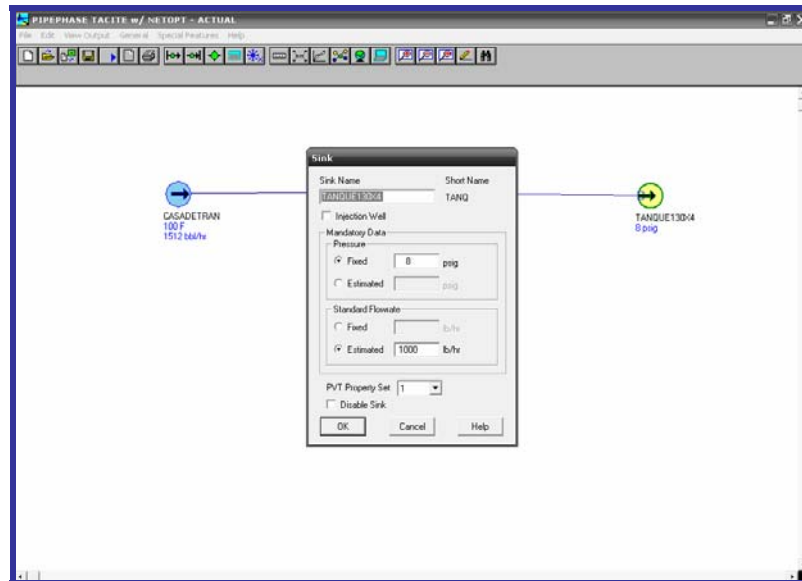 PIPEPHASE TACITE w/ NETOPT - ACTUAL
File Edit View Output General Special Features Help
Sink
Sink Name Short Name
TANQUE130X4 TANQ
Injection Well
Mandatory Data
Pressure
Fixed 8 psig
Estimated psig
Standard Flowrate
Fixed lb/hr
Estimated 1000 lb/hr
PVT Property Set 1
Disable Sink
OK Cancel Help
CASADETRAN
100 F
1512 bbl/hr
TANQUE130X4
8 psig